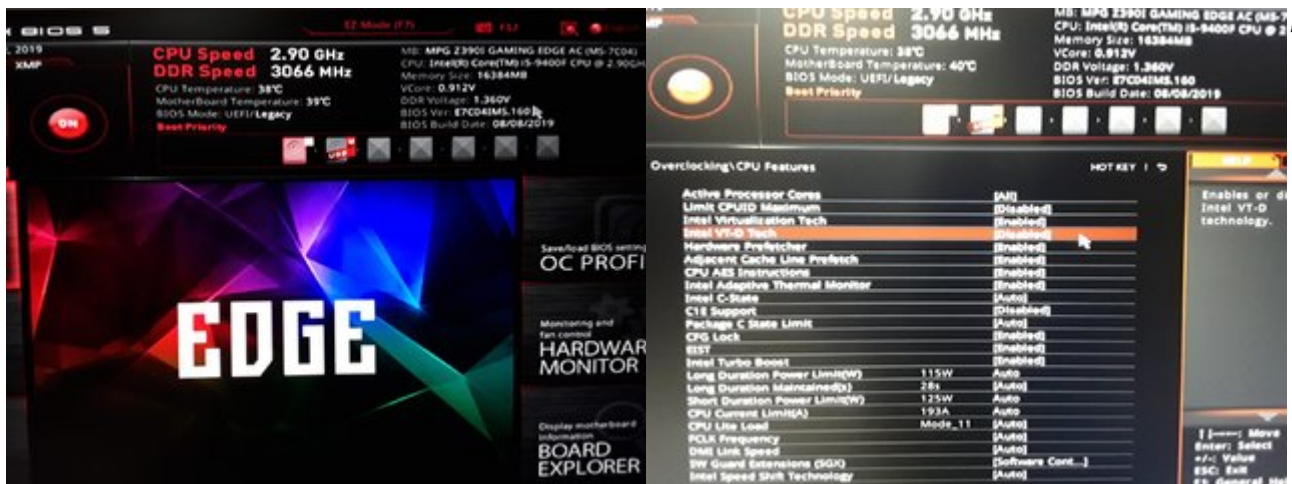 BIOS 5
EZ Mode (F7)
F12
2019
XMP
CPU Speed 2.90 GHz
DDR Speed 3066 MHz
CPU Temperature: 38°C
MotherBoard Temperature: 39°C
BIOS Mode: UEFI/Legacy
Boot Priority
MB: MPG Z390I GAMING EDGE AC (MS-7C04)
CPU: Intel(R) Core(TM) i5-9400F CPU @ 2.90GH
Memory Size: 16384MB
VCore: 0.912V
DDR Voltage: 1.360V
BIOS Ver: E7C04IMS.160
BIOS Build Date: 08/08/2019
ON
EDGE
Save/load BIOS setting
OC PROFI
Monitoring and
fan control
HARDWAR
MONITOR
Display motherboard
information
BOARD
EXPLORER
CPU Speed 2.90 GHz
DDR Speed 3066 MHz
CPU Temperature: 38°C
MotherBoard Temperature: 40°C
BIOS Mode: UEFI/Legacy
Boot Priority
MB: MPG Z390I GAMING EDGE AC (MS-7
CPU: Intel(R) Core(TM) i5-9400F CPU @ 2
Memory Size: 16384MB
VCore: 0.912V
DDR Voltage: 1.360V
BIOS Ver: E7C04IMS.160
BIOS Build Date: 08/08/2019
Overclocking\CPU Features
HOT KEY
HELP
Active Processor Cores [All]
Limit CPUID Maximum [Disabled]
Intel Virtualization Tech [Enabled]
Intel VT-D Tech [Disabled]
Hardware Prefetcher [Enabled]
Adjacent Cache Line Prefetch [Enabled]
CPU AES Instructions [Enabled]
Intel Adaptive Thermal Monitor [Enabled]
Intel C-State [Auto]
C1E Support [Disabled]
Package C State Limit [Auto]
CFG Lock [Enabled]
EIST [Enabled]
Intel Turbo Boost [Enabled]
Long Duration Power Limit(W) 115W Auto
Long Duration Maintained(s) 28s [Auto]
Short Duration Power Limit(W) 125W Auto
CPU Current Limit(A) 193A Auto
CPU Lite Load Mode_11 [Auto]
FCLK Frequency [Auto]
DMI Link Speed [Auto]
SW Guard Extensions (SGX) [Software Cont...]
Intel Speed Shift Technology [Auto]
Enables or di
Intel VT-D
technology.
Move
Enter: Select
+/-: Value
ESC: Exit
F1: General Hel